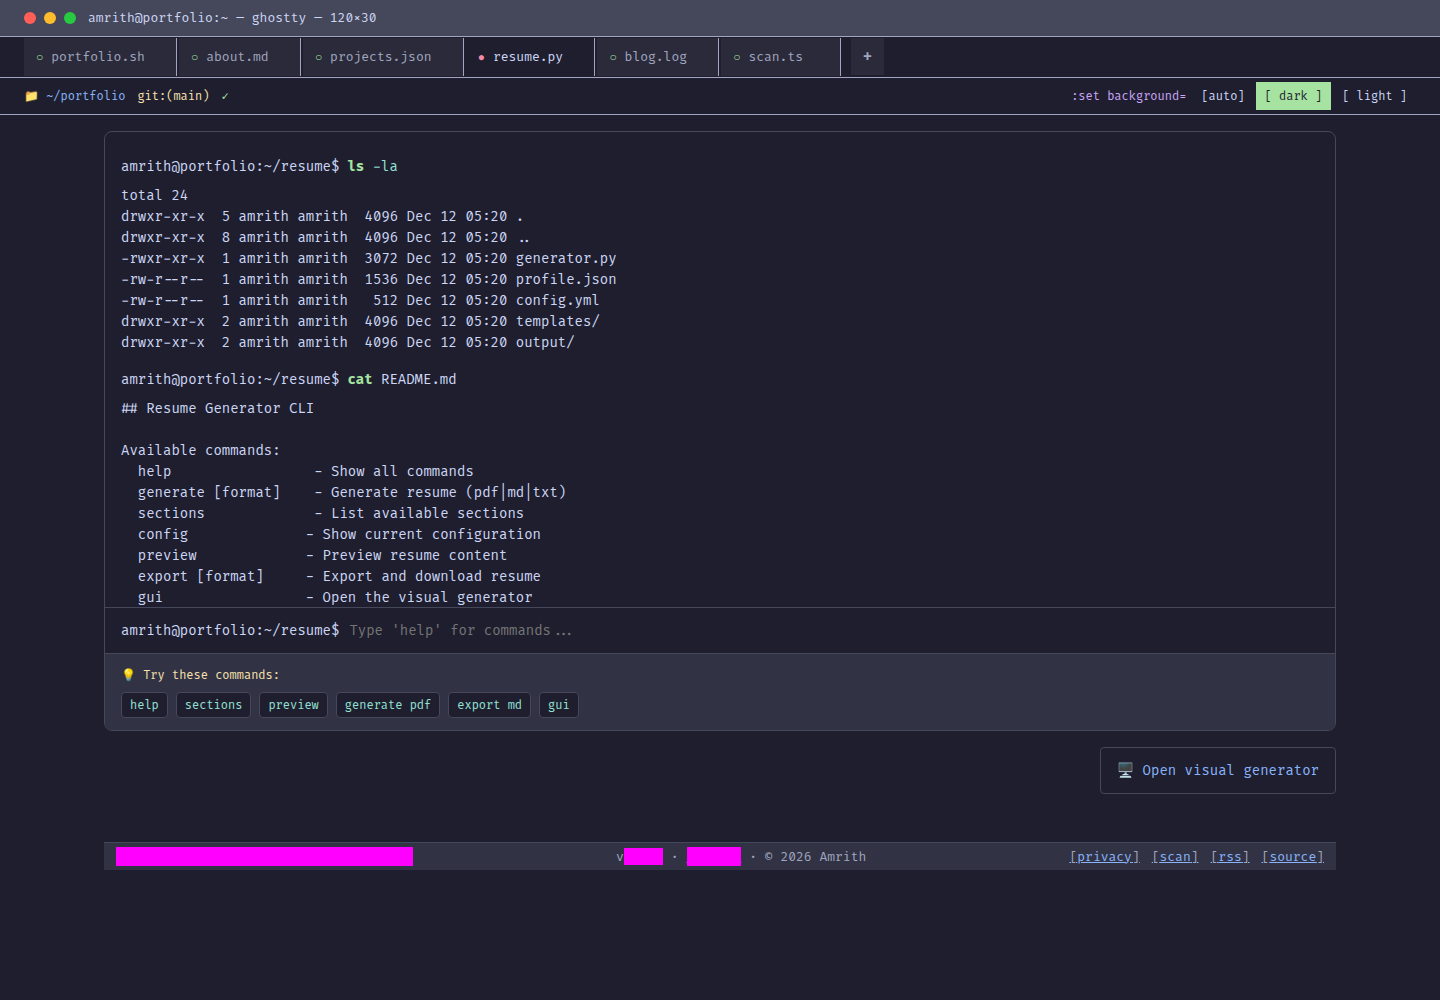 amrith@portfolio:~ — ghostty — 120×30
○ portfolio.sh ○ about.md ○ projects.json ● resume.py ○ blog.log ○ scan.ts +
📁 ~/portfolio git:(main) ✓ :set background= [auto] [ dark ] [ light ]
amrith@portfolio:~/resume$ ls -la
total 24
drwxr-xr-x  5 amrith amrith  4096 Dec 12 05:20 .
drwxr-xr-x  8 amrith amrith  4096 Dec 12 05:20 ..
-rwxr-xr-x  1 amrith amrith  3072 Dec 12 05:20 generator.py
-rw-r--r--  1 amrith amrith  1536 Dec 12 05:20 profile.json
-rw-r--r--  1 amrith amrith   512 Dec 12 05:20 config.yml
drwxr-xr-x  2 amrith amrith  4096 Dec 12 05:20 templates/
drwxr-xr-x  2 amrith amrith  4096 Dec 12 05:20 output/
amrith@portfolio:~/resume$ cat README.md
## Resume Generator CLI
Available commands:
  help                 - Show all commands
  generate [format]    - Generate resume (pdf|md|txt)
  sections             - List available sections
  config              - Show current configuration
  preview             - Preview resume content
  export [format]     - Export and download resume
  gui                 - Open the visual generator
amrith@portfolio:~/resume$ Type 'help' for commands...
💡 Try these commands:
help sections preview generate pdf export md gui
🖥️ Open visual generator
v · · © 2026 Amrith [privacy] [scan] [rss] [source]